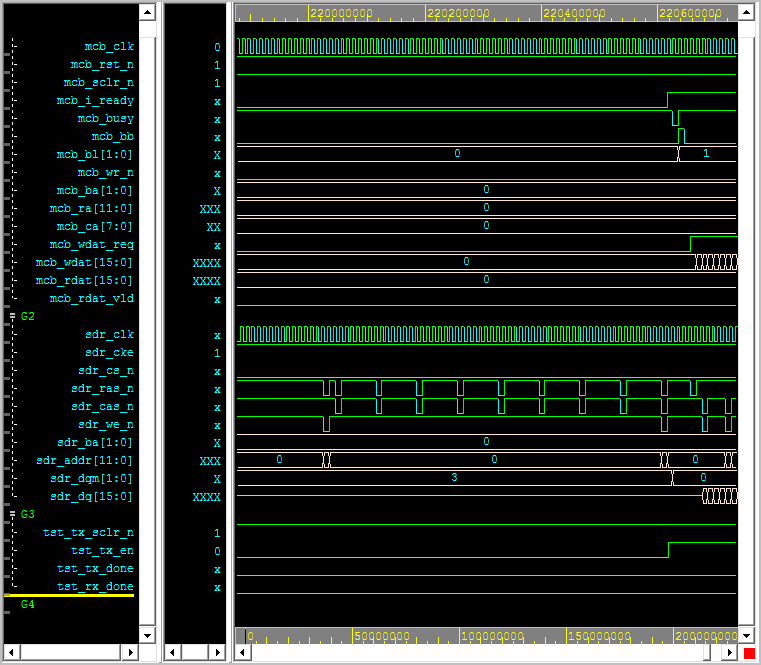 220000000 220200000 220400000 220600000
mcb_clk 0
mcb_rst_n 1
mcb_sclr_n 1
mcb_i_ready x
mcb_busy x
mcb_bb x
mcb_bl[1:0] X 0 1
mcb_wr_n x
mcb_ba[1:0] X 0
mcb_ra[11:0] XXX 0
mcb_ca[7:0] XX 0
mcb_wdat_req x
mcb_wdat[15:0] XXXX 0
mcb_rdat[15:0] XXXX 0
mcb_rdat_vld x
G2
sdr_clk x
sdr_cke 1
sdr_cs_n x
sdr_ras_n x
sdr_cas_n x
sdr_we_n x
sdr_ba[1:0] X 0
sdr_addr[11:0] XXX 0 0 0
sdr_dqm[1:0] X 3 0
sdr_dq[15:0] XXXX
G3
tst_tx_sclr_n 1
tst_tx_en 0
tst_tx_done x
tst_rx_done x
G4
0 50000000 100000000 150000000 200000000